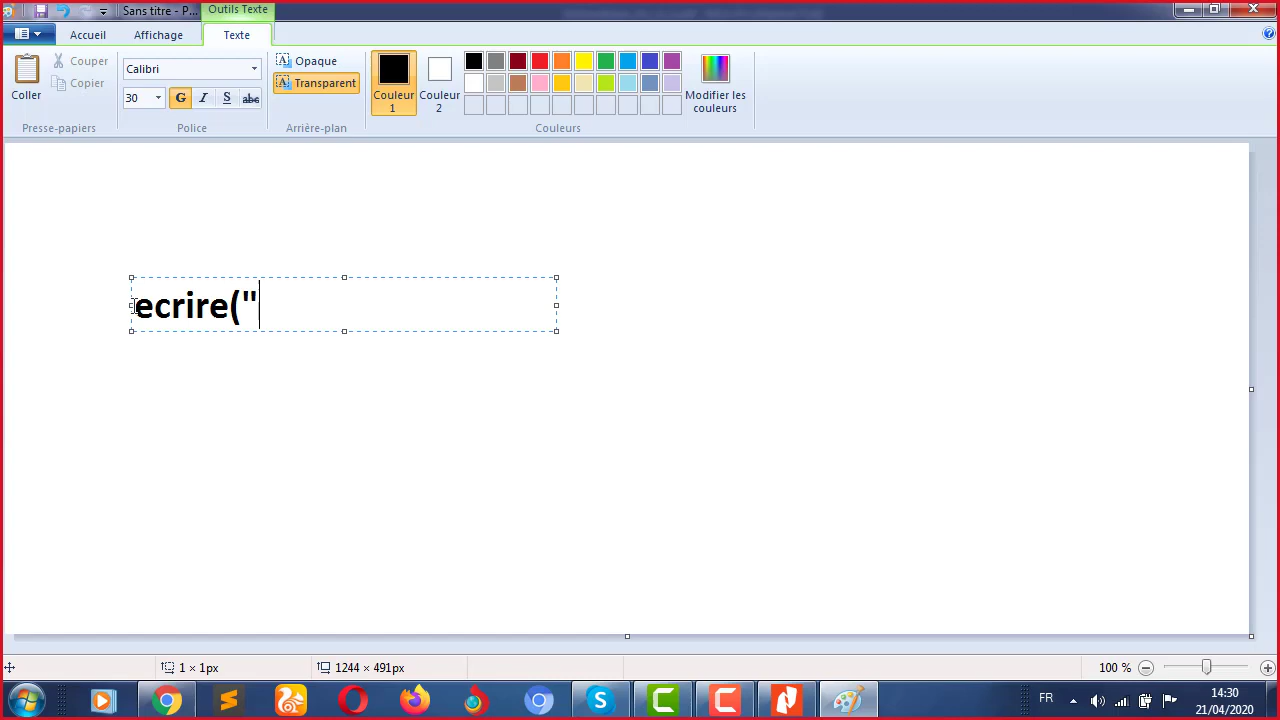 Sans titre - P...
Outils Texte
Accueil
Affichage
Texte
Coller
Couper
Copier
Presse-papiers
Calibri
30
G I S abc
Police
Opaque
Transparent
Arrière-plan
Couleur 1
Couleur 2
Modifier les couleurs
Couleurs
ecrire("
1 × 1px
1244 × 491px
100 %
FR
14:30
21/04/2020